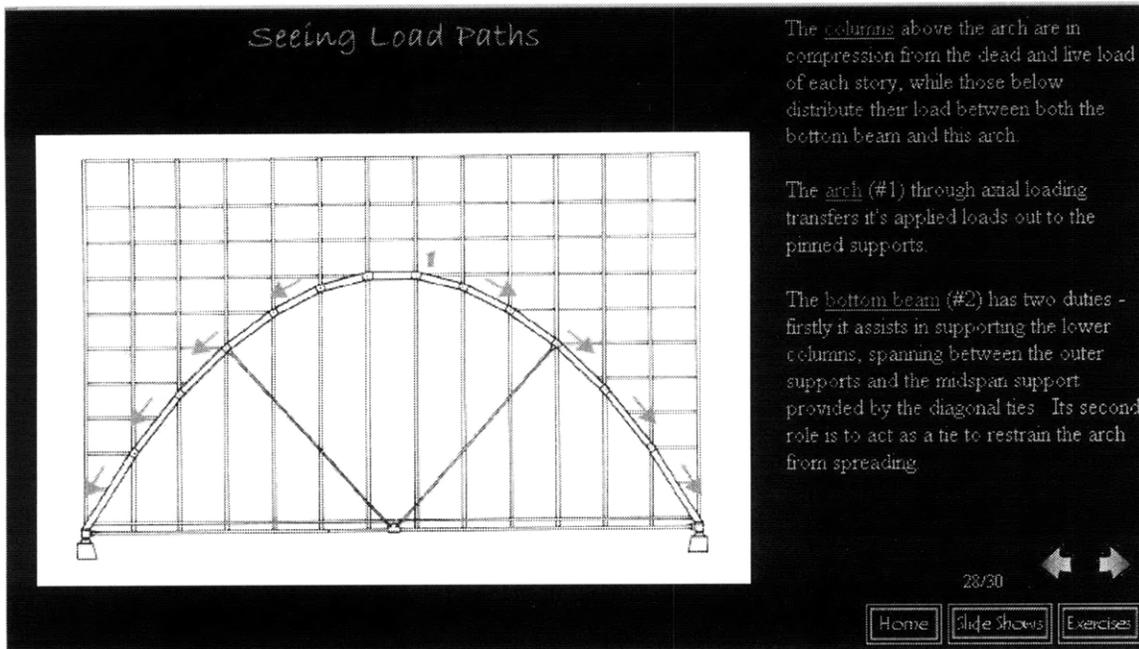 Seeing Load Paths
The columns above the arch are in
compression from the dead and live load
of each story, while those below
distribute their load between both the
bottom beam and this arch.
The arch (#1) through axial loading
transfers it's applied loads out to the
pinned supports.
The bottom beam (#2) has two duties -
firstly it assists in supporting the lower
columns, spanning between the outer
supports and the midspan support
provided by the diagonal ties. Its second
role is to act as a tie to restrain the arch
from spreading.
1
28/30
Home
Slide Shows
Exercises